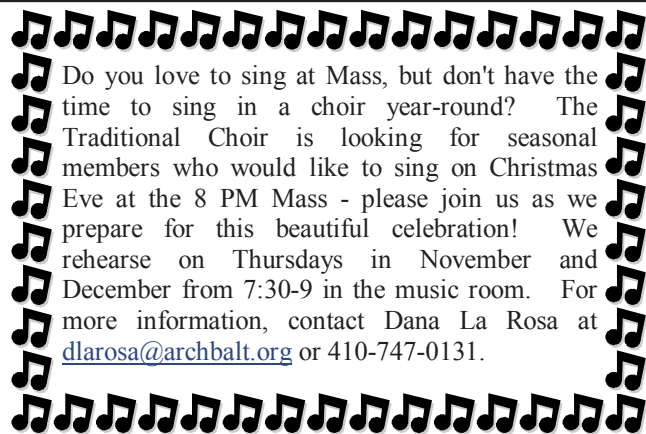 Do you love to sing at Mass, but don't have the
time to sing in a choir year-round? The
Traditional Choir is looking for seasonal
members who would like to sing on Christmas
Eve at the 8 PM Mass - please join us as we
prepare for this beautiful celebration! We
rehearse on Thursdays in November and
December from 7:30-9 in the music room. For
more information, contact Dana La Rosa at
dlarosa@archbalt.org or 410-747-0131.